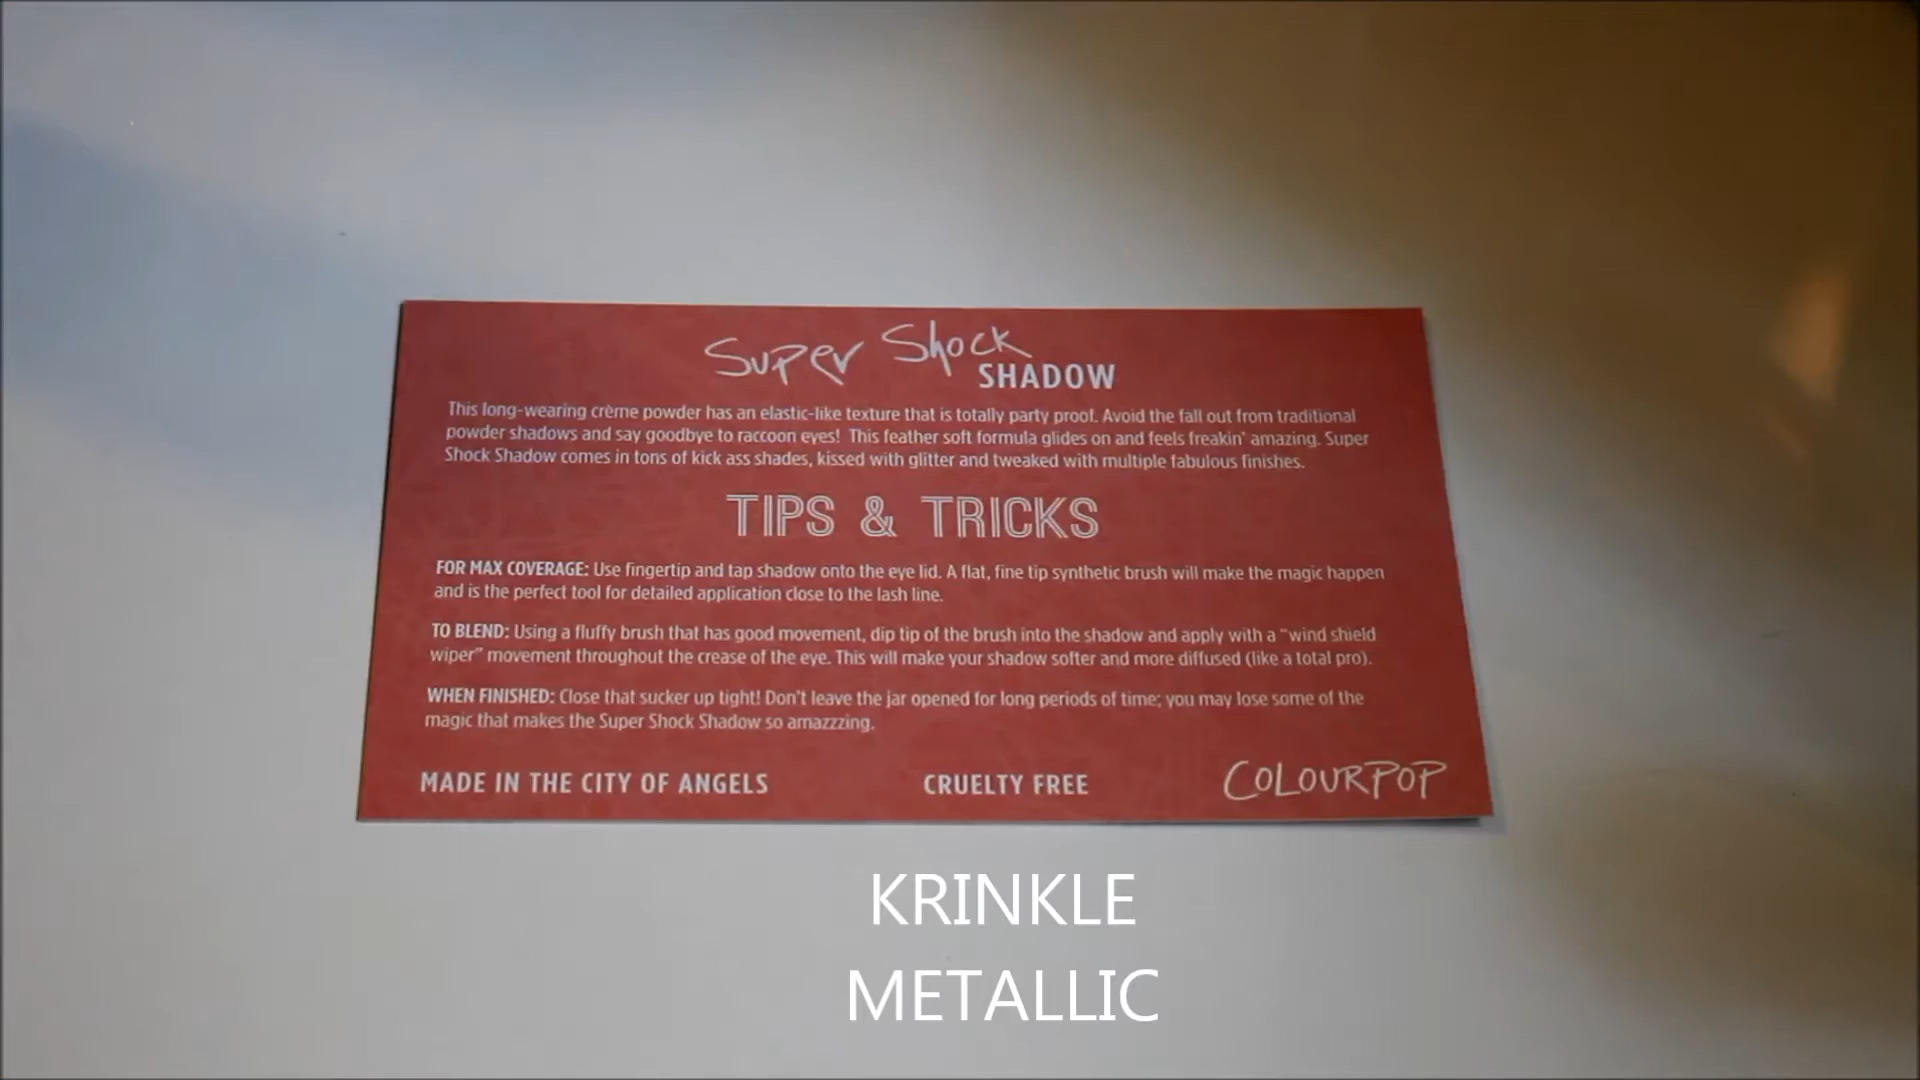 Super Shock
SHADOW
This long-wearing crème powder has an elastic-like texture that is totally party proof. Avoid the fall out from traditional
powder shadows and say goodbye to raccoon eyes! This feather soft formula glides on and feels freakin' amazing. Super
Shock Shadow comes in tons of kick ass shades, kissed with glitter and tweaked with multiple fabulous finishes.
TIPS & TRICKS
FOR MAX COVERAGE: Use fingertip and tap shadow onto the eye lid. A flat, fine tip synthetic brush will make the magic happen
and is the perfect tool for detailed application close to the lash line.
TO BLEND: Using a fluffy brush that has good movement, dip tip of the brush into the shadow and apply with a "wind shield
wiper" movement throughout the crease of the eye. This will make your shadow softer and more diffused (like a total pro).
WHEN FINISHED: Close that sucker up tight! Don't leave the jar opened for long periods of time; you may lose some of the
magic that makes the Super Shock Shadow so amazzzing.
MADE IN THE CITY OF ANGELS CRUELTY FREE COLOURPOP
KRINKLE
METALLIC